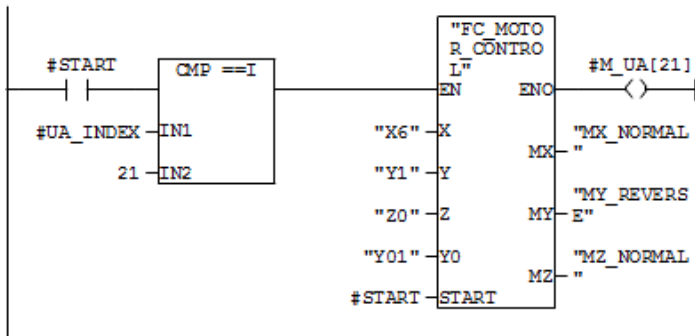 "FC_MOTO
R_CONTRO
L"
#START
CMP ==I
#M_UA[21]
EN
ENO
#UA_INDEX
IN1
"X6"
X
"MX_NORMAL
"
MX
21
IN2
"Y1"
Y
"MY_REVERS
E"
MY
"Z0"
Z
"MZ_NORMAL
"
MZ
"Y01"
Y0
#START
START